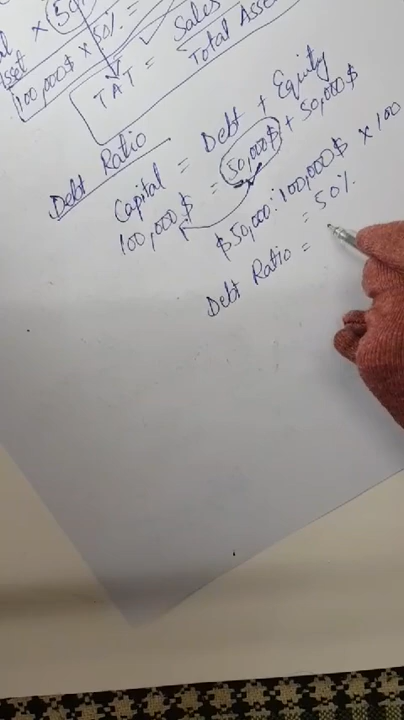 Sales
100,000$ × 50% =
TAT =
Total Asse
Debt Ratio
Capital = Debt + Equity
100,000$ = 50,000$ + 50,000$
$50,000:100,000$ × 100
= 50%.
Debt Ratio =